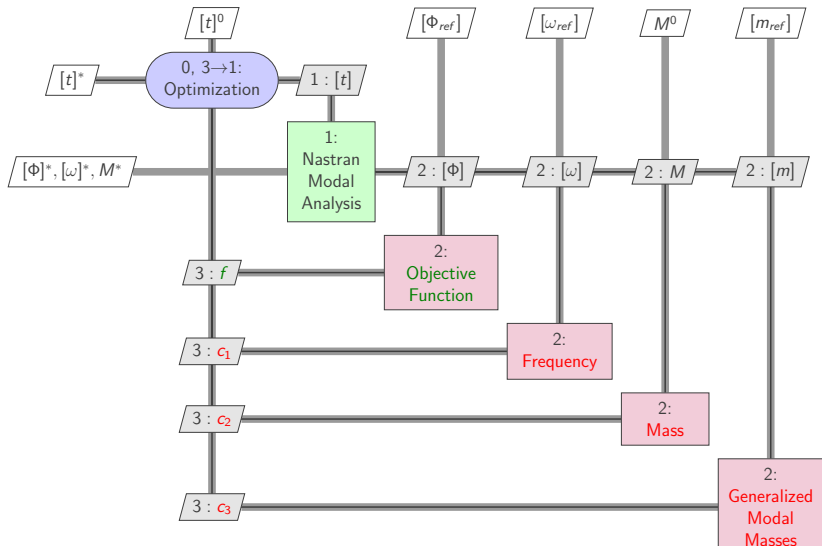 [t]⁰
[Φ_ref]
[ω_ref]
M⁰
[m_ref]
[t]*
0, 3→1:
Optimization
1 : [t]
[Φ]*, [ω]*, M*
1:
Nastran
Modal
Analysis
2 : [Φ]
2 : [ω]
2 : M
2 : [m]
3 : f
2:
Objective
Function
3 : c₁
2:
Frequency
3 : c₂
2:
Mass
3 : c₃
2:
Generalized
Modal
Masses